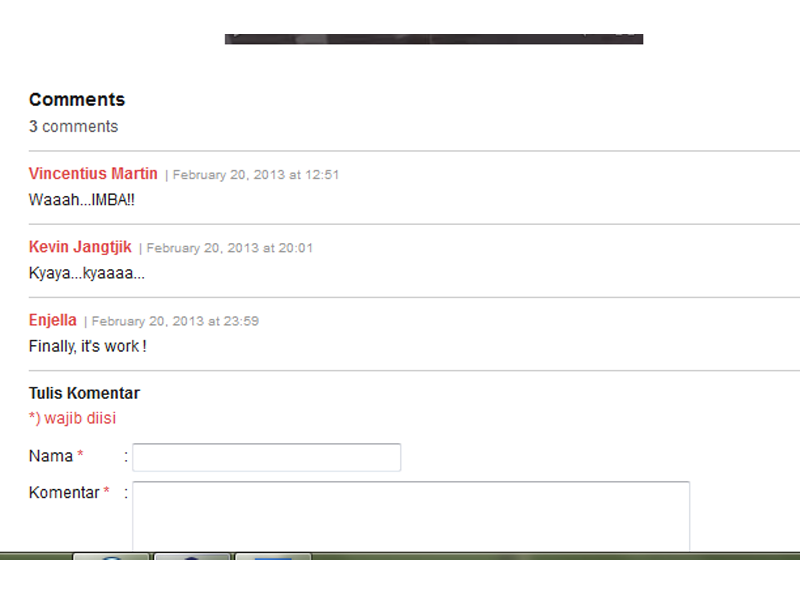 Comments
3 comments
Vincentius Martin | February 20, 2013 at 12:51
Waaah...IMBA!!
Kevin Jangtjik | February 20, 2013 at 20:01
Kyaya...kyaaaa...
Enjella | February 20, 2013 at 23:59
Finally, it's work !
Tulis Komentar
*) wajib diisi
Nama * :
Komentar * :